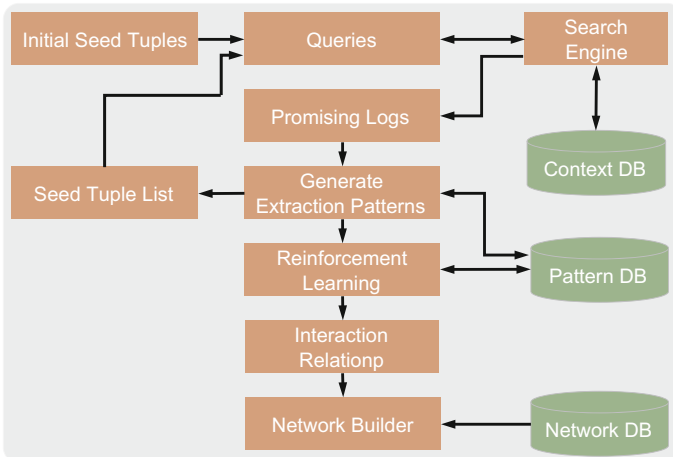 Initial Seed Tuples
Queries
Search
Engine
Promising Logs
Context DB
Seed Tuple List
Generate
Extraction Patterns
Reinforcement
Learning
Pattern DB
Interaction
Relationp
Network Builder
Network DB